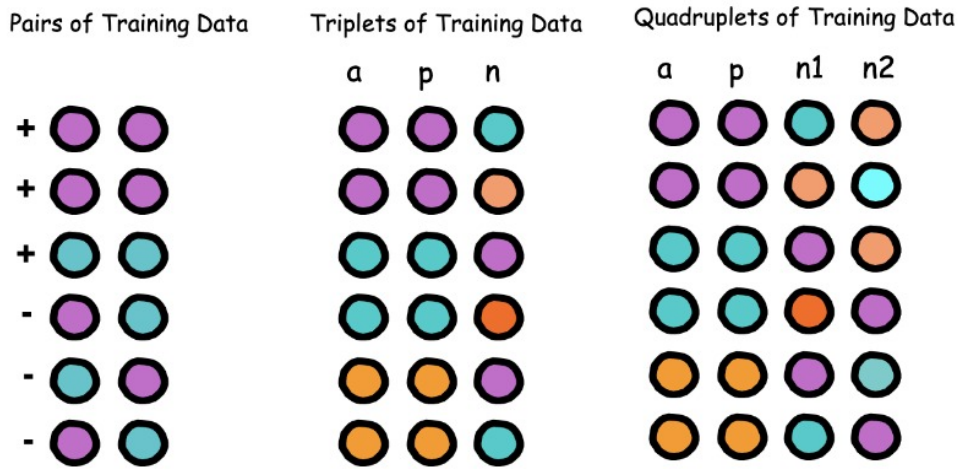 Pairs of Training Data
+
+
+
-
-
-
Triplets of Training Data
a p n
Quadruplets of Training Data
a p n1 n2